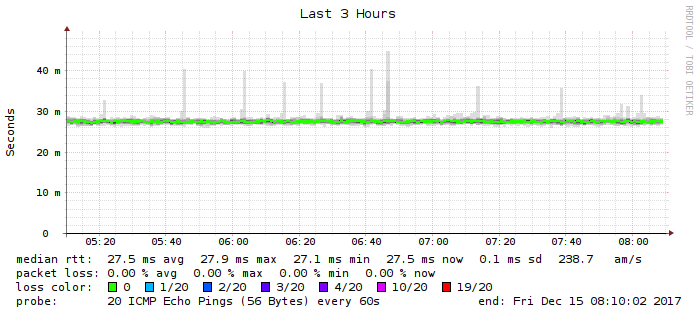 Last 3 Hours
RRDTOOL / TOBI OETIKER
Seconds
40 m
30 m
20 m
10 m
0
05:20 05:40 06:00 06:20 06:40 07:00 07:20 07:40 08:00
median rtt: 27.5 ms avg 27.9 ms max 27.1 ms min 27.5 ms now 0.1 ms sd 238.7 am/s
packet loss: 0.00 % avg 0.00 % max 0.00 % min 0.00 % now
loss color: 0 1/20 2/20 3/20 4/20 10/20 19/20
probe: 20 ICMP Echo Pings (56 Bytes) every 60s end: Fri Dec 15 08:10:02 2017